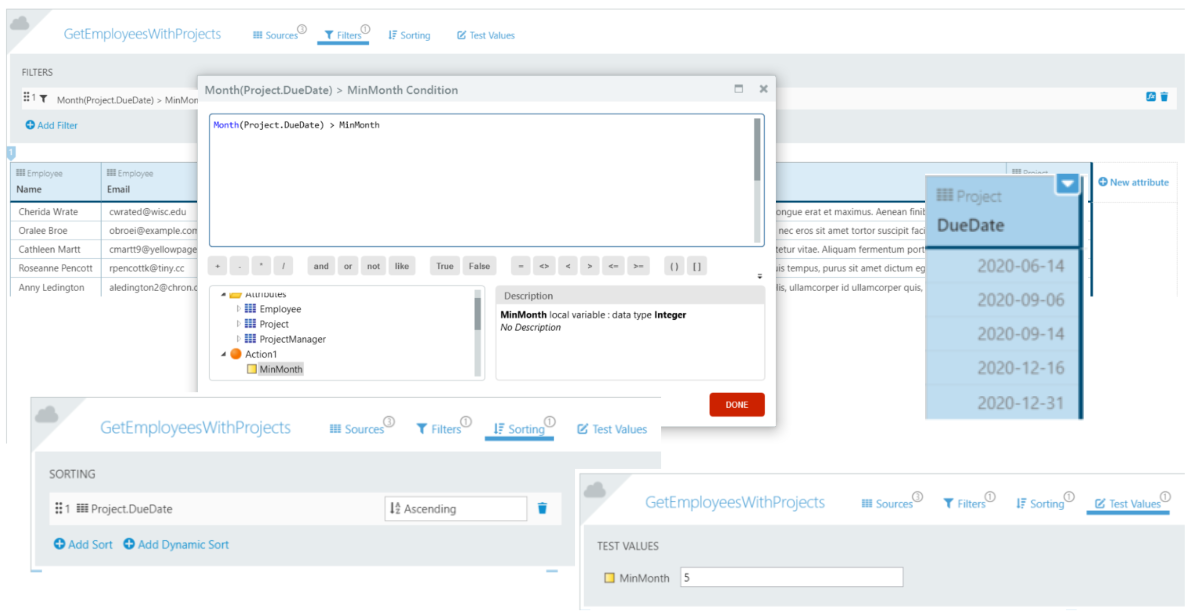 GetEmployeesWithProjects Sources 3 Filters 1 Sorting Test Values
FILTERS
1 Month(Project.DueDate) > MinMon
Add Filter
Month(Project.DueDate) > MinMonth Condition
Month(Project.DueDate) > MinMonth
1
Employee Employee
Name Email
Cherida Wrate cwrated@wisc.edu ongue erat et maximus. Aenean finib
Oralee Broe obroei@example.com nec eros sit amet tortor suscipit faci
Cathleen Martt cmartt9@yellowpage tetur vitae. Aliquam fermentum port
Roseanne Pencott rpencottk@tiny.cc uis tempus, purus sit amet dictum eg
Anny Ledington aledington2@chron.c lis, ullamcorper id ullamcorper quis,
New attribute
Project
DueDate
2020-06-14
2020-09-06
2020-09-14
2020-12-16
2020-12-31
+ - * / and or not like True False = <> < > <= >= ( ) [ ]
Attributes
Employee
Project
ProjectManager
Action1
MinMonth
Description
MinMonth local variable : data type Integer
No Description
DONE
GetEmployeesWithProjects Sources 3 Filters 1 Sorting 1 Test Values
SORTING
1 Project.DueDate Ascending
Add Sort Add Dynamic Sort
GetEmployeesWithProjects Sources 3 Filters 1 Sorting 1 Test Values 1
TEST VALUES
MinMonth 5